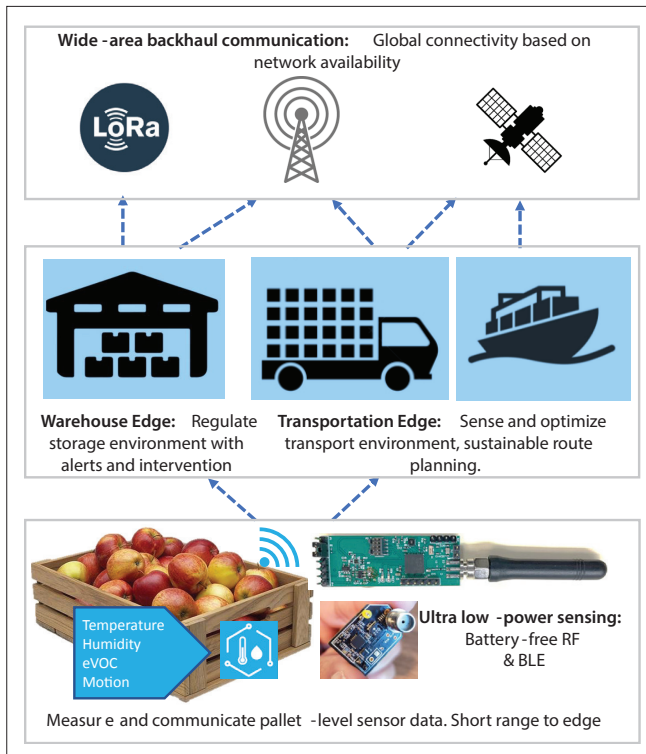 Wide-area backhaul communication: Global connectivity based on
network availability
LoRa
Warehouse Edge: Regulate
storage environment with
alerts and intervention
Transportation Edge: Sense and optimize
transport environment, sustainable route
planning.
Temperature
Humidity
eVOC
Motion
Ultra low-power sensing:
Battery-free RF
& BLE
Measure and communicate pallet-level sensor data. Short range to edge